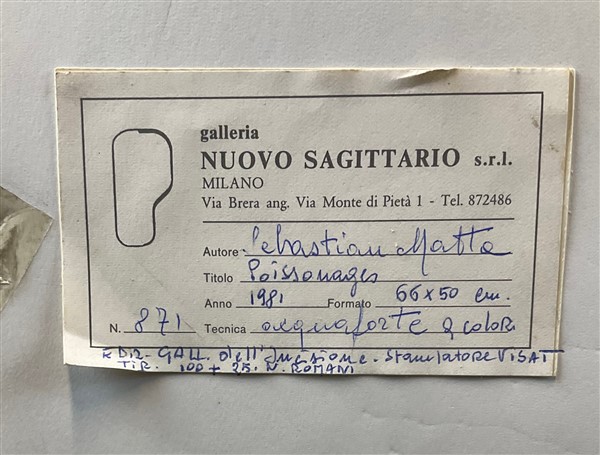 galleria
NUOVO SAGITTARIO s.r.l.
MILANO
Via Brera ang. Via Monte di Pietà 1 - Tel. 872486
Autore Sebastian Matta
Titolo Poissonages
Anno 1981 Formato 66x50 cm.
N. 871 Tecnica acquaforte a colori
EDIZ- GALL. dell'Incisione. Stampatore VISAT
TIR. 100 + 25. N. ROMANI